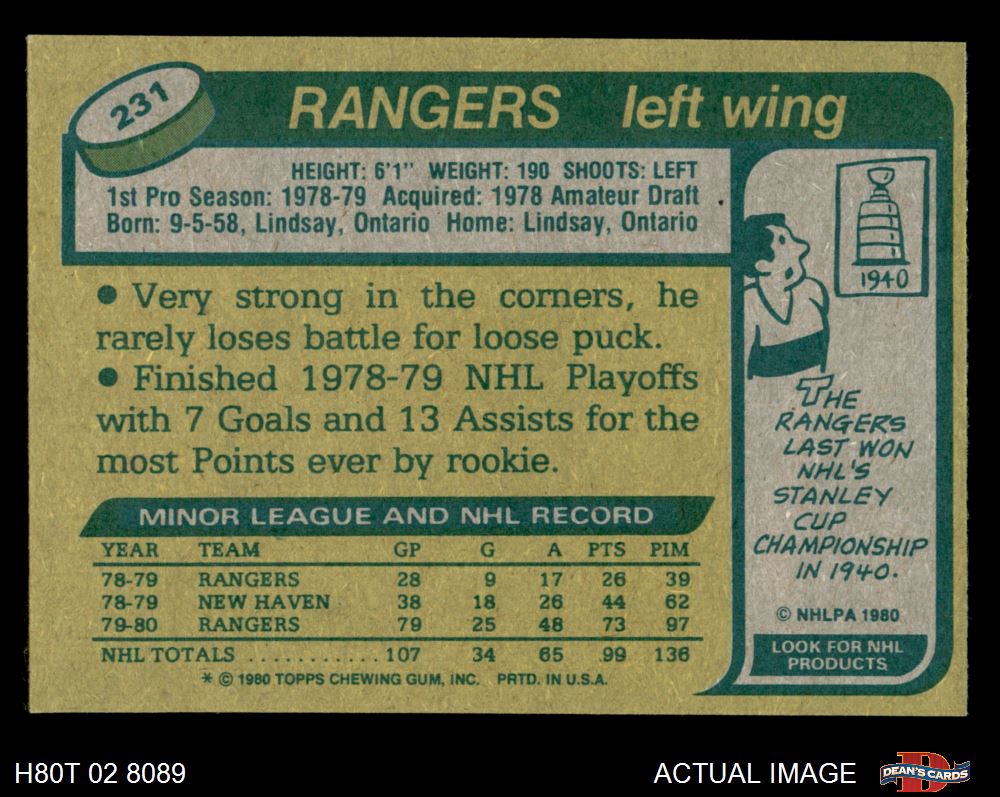 231
RANGERS left wing
HEIGHT: 6'1" WEIGHT: 190 SHOOTS: LEFT
1st Pro Season: 1978-79 Acquired: 1978 Amateur Draft
Born: 9-5-58, Lindsay, Ontario Home: Lindsay, Ontario
● Very strong in the corners, he
rarely loses battle for loose puck.
● Finished 1978-79 NHL Playoffs
with 7 Goals and 13 Assists for the
most Points ever by rookie.
MINOR LEAGUE AND NHL RECORD
YEAR TEAM GP G A PTS PIM
78-79 RANGERS 28 9 17 26 39
78-79 NEW HAVEN 38 18 26 44 62
79-80 RANGERS 79 25 48 73 97
NHL TOTALS ........... 107 34 65 99 136
* © 1980 TOPPS CHEWING GUM, INC. PRTD. IN U.S.A.
1940
THE
RANGERS
LAST WON
NHL'S
STANLEY
CUP
CHAMPIONSHIP
IN 1940.
© NHLPA 1980
LOOK FOR NHL
PRODUCTS
H80T 02 8089
ACTUAL IMAGE
D
DEAN'S CARDS